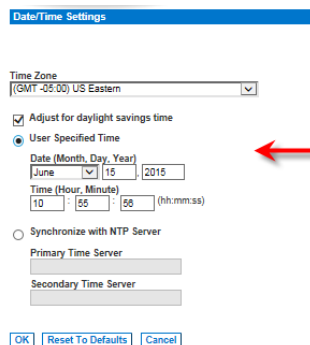 Date/Time Settings
Time Zone
(GMT -05:00) US Eastern
Adjust for daylight savings time
User Specified Time
Date (Month, Day, Year)
June 15 , 2015
Time (Hour, Minute)
10 : 55 : 56 (hh:mm:ss)
Synchronize with NTP Server
Primary Time Server
Secondary Time Server
OK Reset To Defaults Cancel